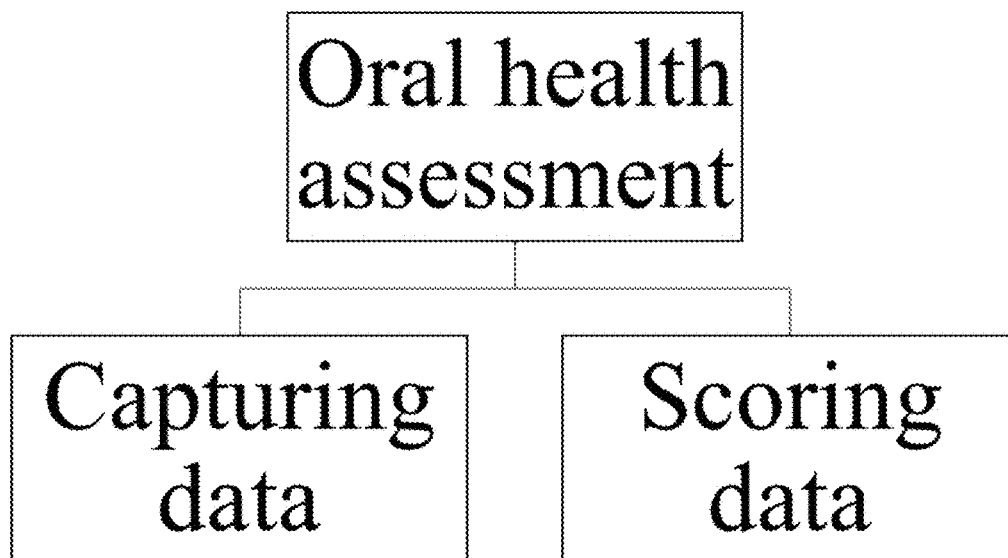 Oral health
assessment
Capturing
data
Scoring
data